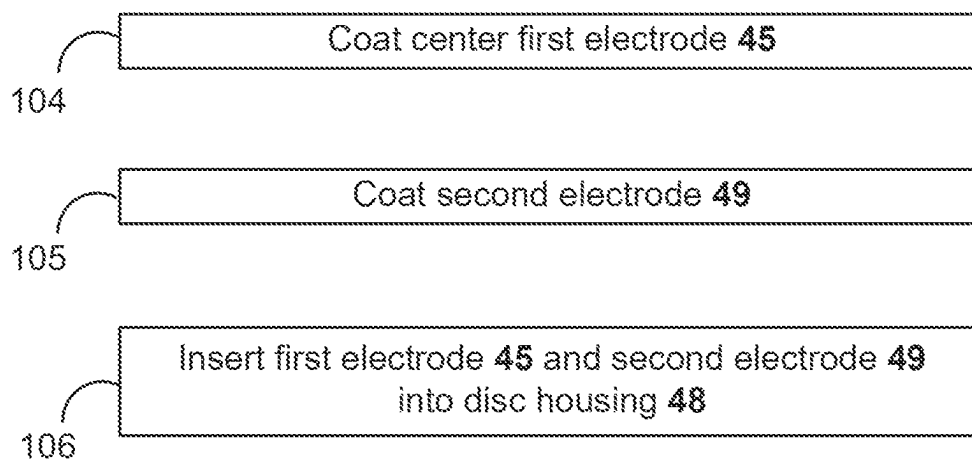 Coat center first electrode 45
104
Coat second electrode 49
105
Insert first electrode 45 and second electrode 49
into disc housing 48
106